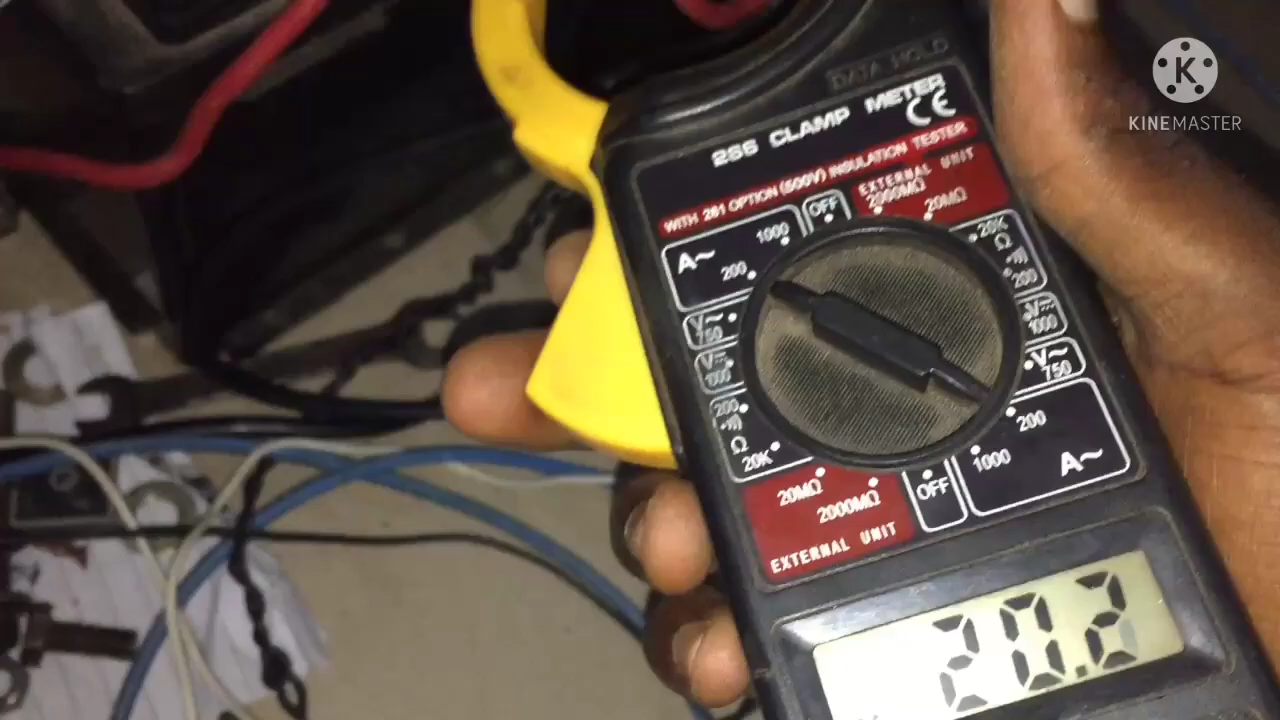 K
KINEMASTER
DATA HOLD
266 CLAMP METER
CE
WITH 261 OPTION (500V) INSULATION TESTER
EXTERNAL UNIT
OFF 2000MΩ 20MΩ
A~ 1000
200
20K
Ω
200
V~
750
V
1000
V
1000
V~
750
200
Ω
20K
200
1000
A~
20MΩ
2000MΩ
OFF
EXTERNAL UNIT
20.2